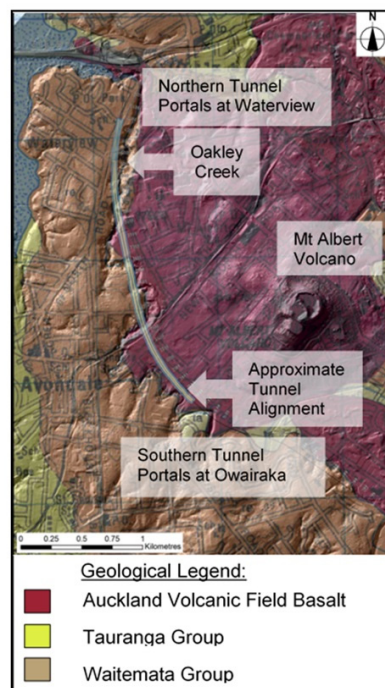 N
Northern Tunnel
Portals at Waterview
Oakley
Creek
Mt Albert
Volcano
Approximate
Tunnel
Alignment
Avondale
Southern Tunnel
Portals at Owairaka
0 0.25 0.5 0.75 1
Kilometres
Geological Legend:
Auckland Volcanic Field Basalt
Tauranga Group
Waitemata Group